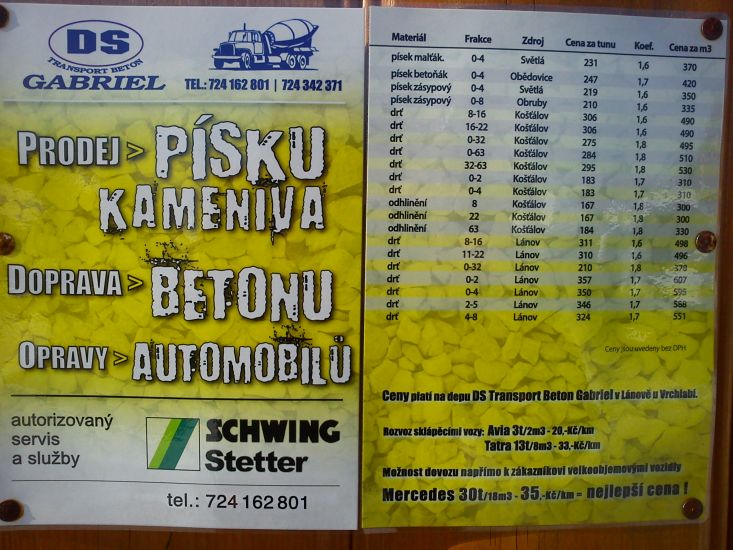 DS
TRANSPORT BETON
GABRIEL
TEL.: 724 162 801 | 724 342 371
PRODEJ > PÍSKU
KAMENIVA
DOPRAVA > BETONU
OPRAVY > AUTOMOBILŮ
autorizovaný
servis
a služby
SCHWING
Stetter
tel.: 724 162 801
Materiál Frakce Zdroj Cena za tunu Koef. Cena za m3
písek malťák. 0-4 Světlá 231 1,6 370
písek betoňák 0-4 Obědovice 247 1,7 420
písek zásypový. 0-4 Světlá 219 1,6 350
písek zásypový 0-8 Obruby 210 1,6 335
drť 8-16 Košťálov 306 1,6 490
drť 16-22 Košťálov 306 1,6 490
drť 0-32 Košťálov 275 1,8 495
drť 0-63 Košťálov 284 1,8 510
drť 32-63 Košťálov 295 1,8 530
drť 0-2 Košťálov 183 1,7 310
drť 0-4 Košťálov 183 1,7 310
odhlinění 8 Košťálov 167 1,8 300
odhlinění 22 Košťálov 167 1,8 300
odhlinění 63 Košťálov 184 1,8 330
drť 8-16 Lánov 311 1,6 498
drť 11-22 Lánov 310 1,6 496
drť 0-32 Lánov 210 1,8 378
drť 0-2 Lánov 357 1,7 607
drť 0-4 Lánov 350 1,7 595
drť 2-5 Lánov 346 1,7 588
drť 4-8 Lánov 324 1,7 551
Ceny jsou uvedeny bez DPH
Ceny platí na depu DS Transport Beton Gabriel v Lánově u Vrchlabí.
Rozvoz sklápěcími vozy: Avia 3t/2m3 - 20,-Kč/km
Tatra 13t/8m3 - 33,-Kč/km
Možnost dovozu napřímo k zákazníkovi velkoobjemovými vozidly
Mercedes 30t/18m3 - 35,-Kč/km = nejlepší cena !